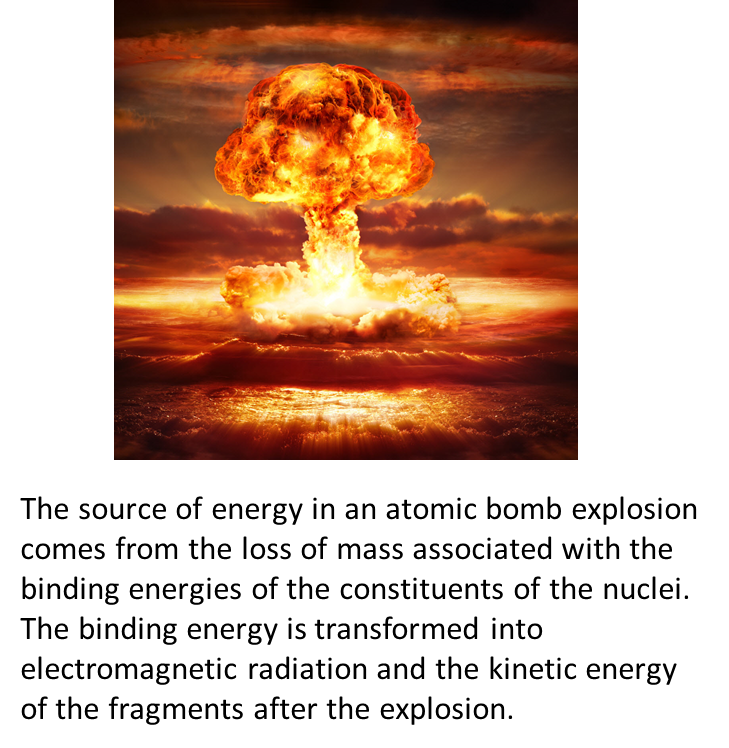 The source of energy in an atomic bomb explosion
comes from the loss of mass associated with the
binding energies of the constituents of the nuclei.
The binding energy is transformed into
electromagnetic radiation and the kinetic energy
of the fragments after the explosion.